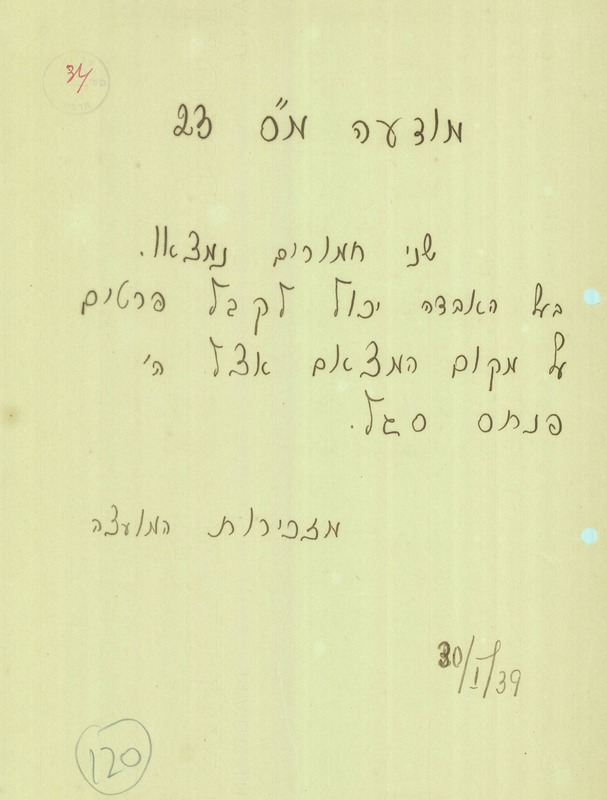 34
מודעה מ"ס 23
שני חמורים נמצאו.
בעל האבדה יכול לקבל פרטים
על מקום המצאם אצל ה'
פנחס סגל.
מזכירות המועצה
30/I/39
120